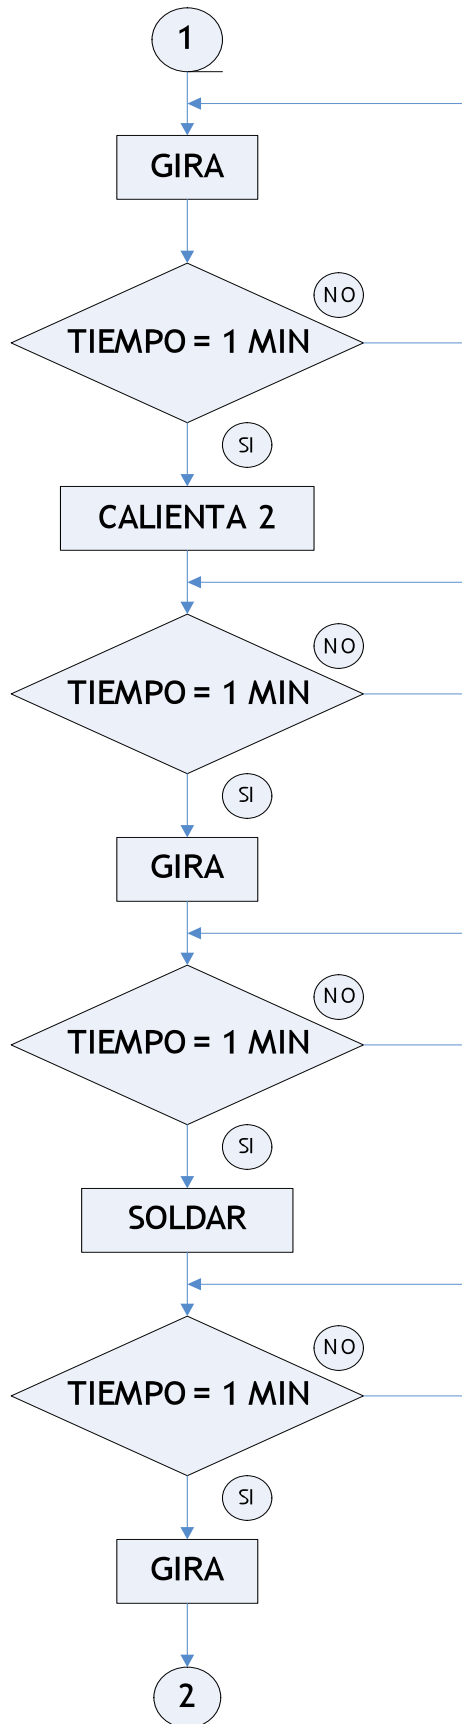 1
GIRA
NO
TIEMPO = 1 MIN
SI
CALIENTA 2
NO
TIEMPO = 1 MIN
SI
GIRA
NO
TIEMPO = 1 MIN
SI
SOLDAR
NO
TIEMPO = 1 MIN
SI
GIRA
2